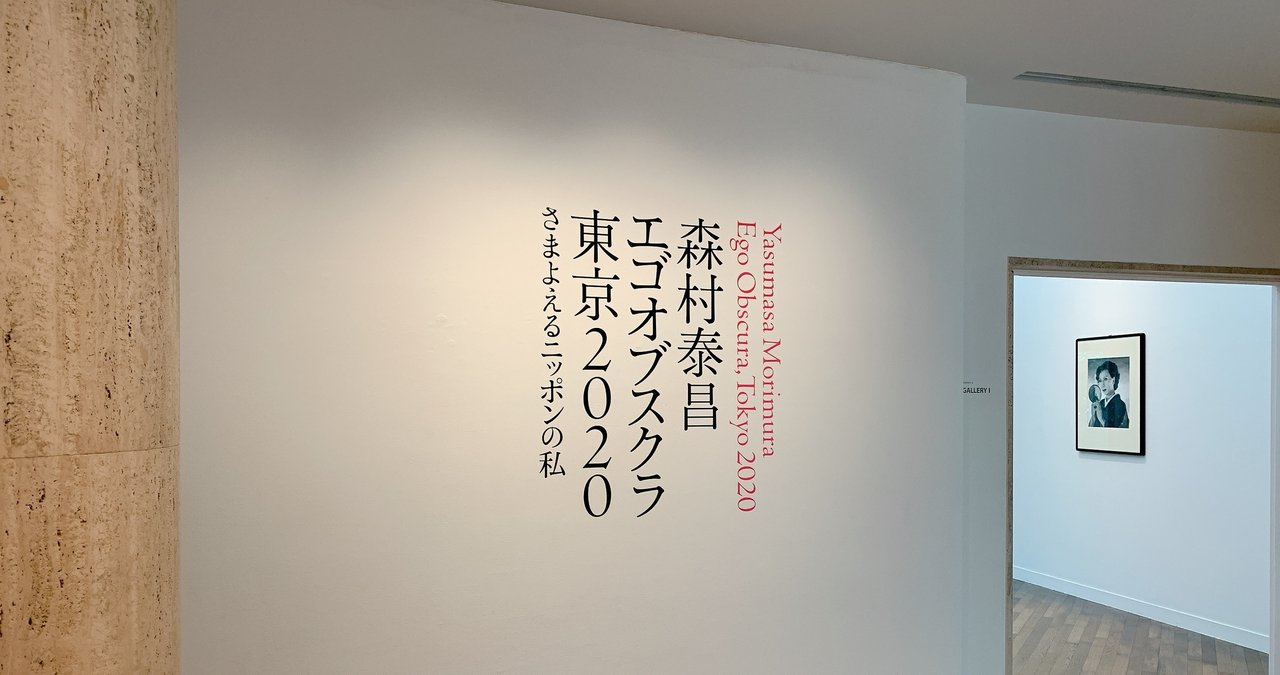 Yasumasa Morimura
Ego Obscura, Tokyo 2020
森村泰昌
エゴオブスクラ
東京2020
さまよえるニッポンの私
GALLERY I